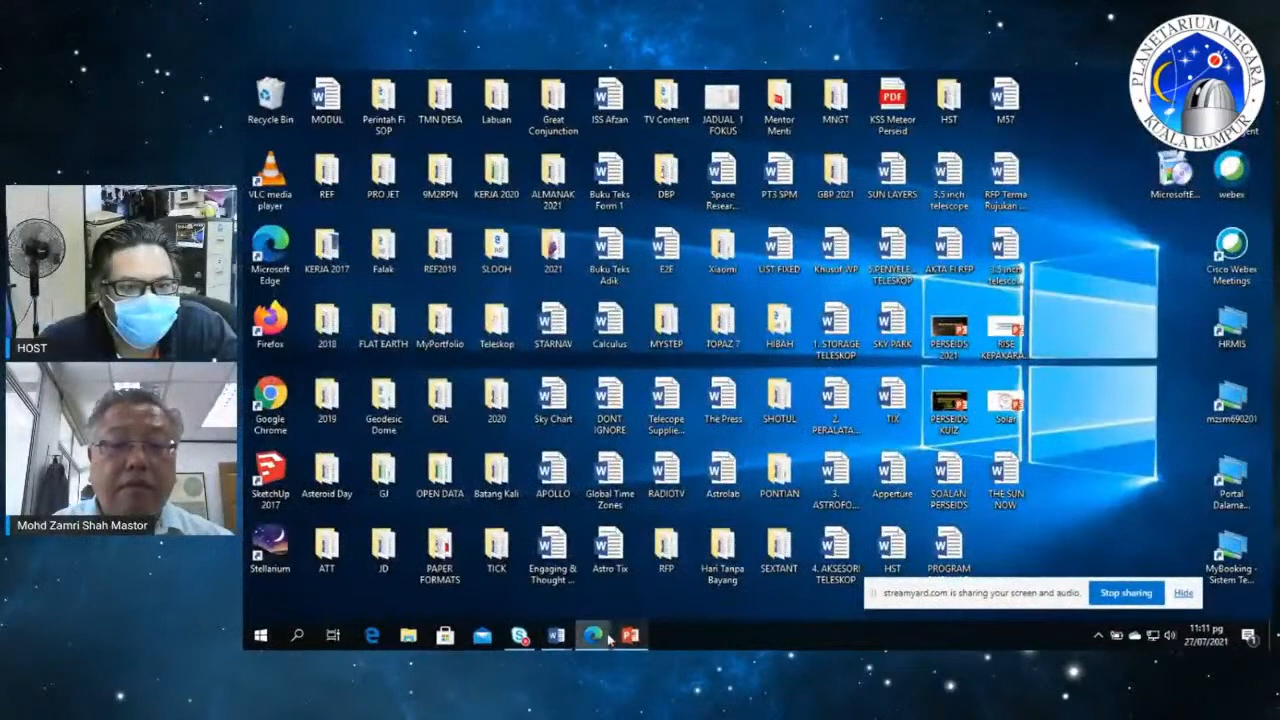 PLANETARIUM NEGARA
KUALA LUMPUR
Recycle Bin
MODUL
Perintah Fi
SOP
TMN DESA
Labuan
Great
Conjunction
ISS Afzan
TV Content
JADUAL 1
FOKUS
Mentor
Menti
MNGT
KSS Meteor
Perseid
HST
M57
VLC media
player
REF
PROJET
9M2RPN
KERJA 2020
ALMANAK
2021
Buku Teks
Form 1
DBP
Space
Resear...
PT3 SPM
GBP 2021
SUN LAYERS
3.5 inch
telescope
RFP Terma
Rujukan ...
MicrosoftE...
webex
Microsoft
Edge
KERJA 2017
Falak
REF2019
SLOOH
2021
Buku Teks
Adik
E2E
Xiaomi
LIST FIXED
Khusuf WP
5.PENYELE...
TELESKOP
AKTA FI RFP
3.5 inch
telesco...
Cisco Webex
Meetings
HOST
Firefox
2018
FLAT EARTH
MyPortfolio
Teleskop
STARNAV
Calculus
MYSTEP
TOPAZ 7
HIBAH
1. STORAGE
TELESKOP
SKY PARK
PERSEIDS
2021
RISE
KEPAKARA...
HRMIS
Google
Chrome
2019
Geodesic
Dome
OBL
2020
Sky Chart
DONT
IGNORE
Telecope
Supplie...
The Press
SHOTUL
2.
PERALATA...
TIX
PERSEIDS
KUIZ
Solar
mzsm690201
SketchUp
2017
Asteroid Day
GJ
OPEN DATA
Batang Kali
APOLLO
Global Time
Zones
RADIOTV
Astrolab
PONTIAN
3.
ASTROFO...
Apperture
SOALAN
PERSEIDS
THE SUN
NOW
Portal
Dalama...
Mohd Zamri Shah Mastor
Stellarium
ATT
JD
PAPER
FORMATS
TICK
Engaging &
Thought ...
Astro Tix
RFP
Hari Tanpa
Bayang
SEXTANT
4. AKSESORI
TELESKOP
HST
PROGRAM
MyBooking -
Sistem Te...
streamyard.com is sharing your screen and audio.
Stop sharing
Hide
11:11 pg
27/07/2021